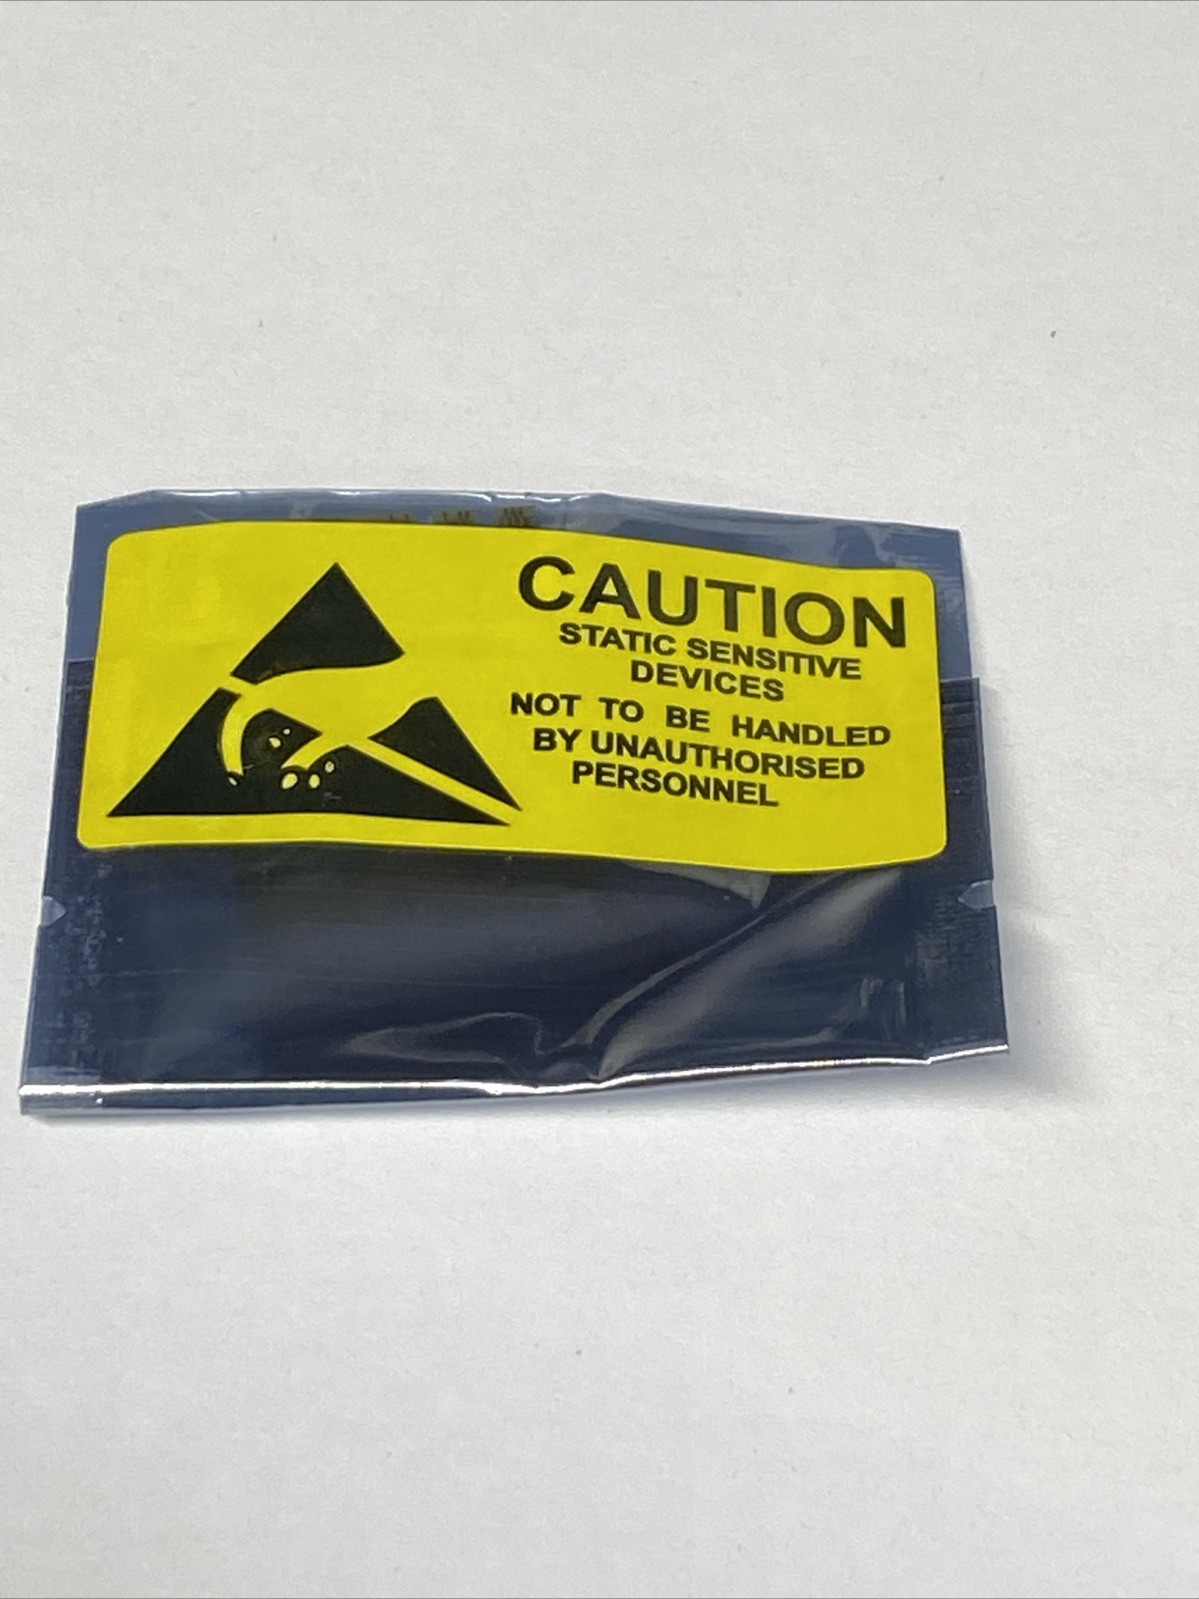 CAUTION
STATIC SENSITIVE
DEVICES
NOT TO BE HANDLED
BY UNAUTHORISED
PERSONNEL